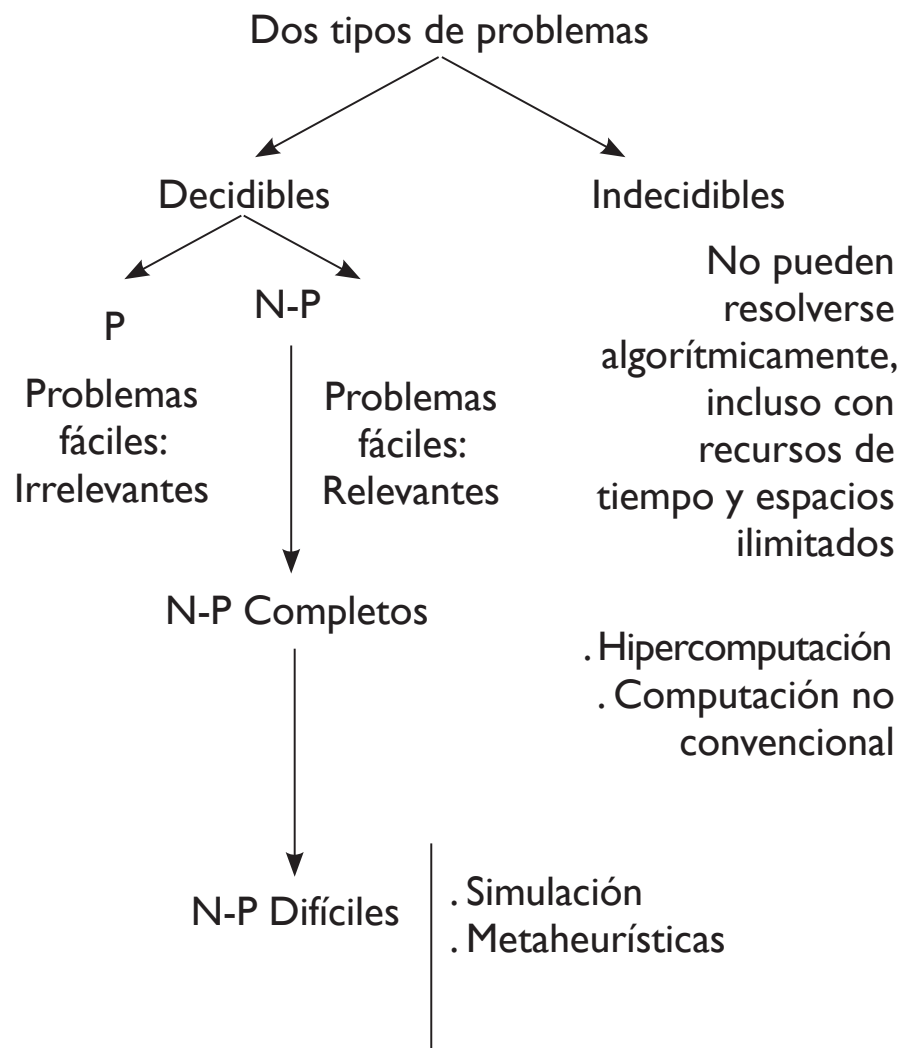 Dos tipos de problemas
Decidibles
Indecidibles
P
N-P
Problemas
fáciles:
Irrelevantes
Problemas
fáciles:
Relevantes
No pueden
resolverse
algorítmicamente,
incluso con
recursos de
tiempo y espacios
ilimitados
N-P Completos
. Hipercomputación
. Computación no
convencional
N-P Difíciles
. Simulación
. Metaheurísticas